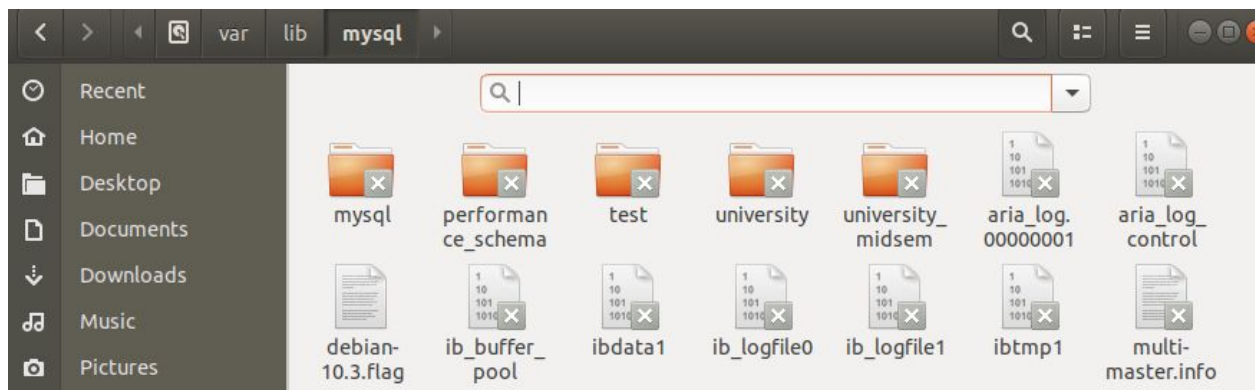 var lib mysql
Recent
Home
Desktop
Documents
Downloads
Music
Pictures
mysql
performan
ce_schema
test
university
university_
midsem
aria_log.
00000001
aria_log_
control
debian-
10.3.flag
ib_buffer_
pool
ibdata1
ib_logfile0
ib_logfile1
ibtmp1
multi-
master.info